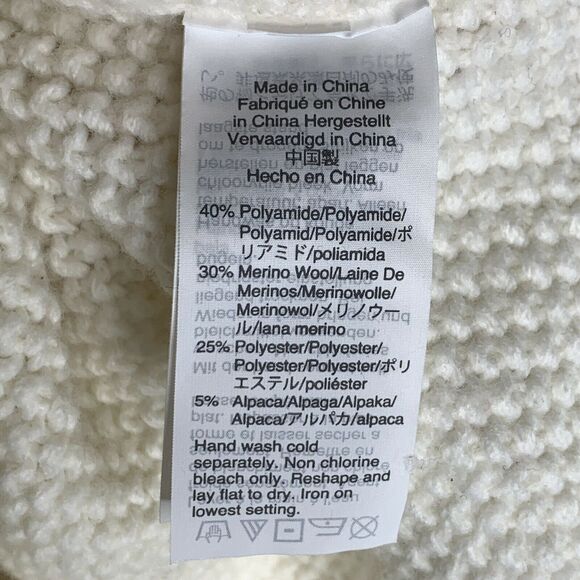 Made in China
Fabriqué en Chine
in China Hergestellt
Vervaardigd in China
中国製
Hecho en China
40% Polyamide/Polyamide/
Polyamid/Polyamide/ポ
リアミド/poliamida
30% Merino Wool/Laine De
Merinos/Merinowolle/
Merinowol/メリノウー
ル/lana merino
25% Polyester/Polyester/
Polyester/Polyester/ポリ
エステル/poliéster
5% Alpaca/Alpaga/Alpaka/
Alpaca/アルパカ/alpaca
Hand wash cold
separately. Non chlorine
bleach only. Reshape and
lay flat to dry. Iron on
lowest setting.